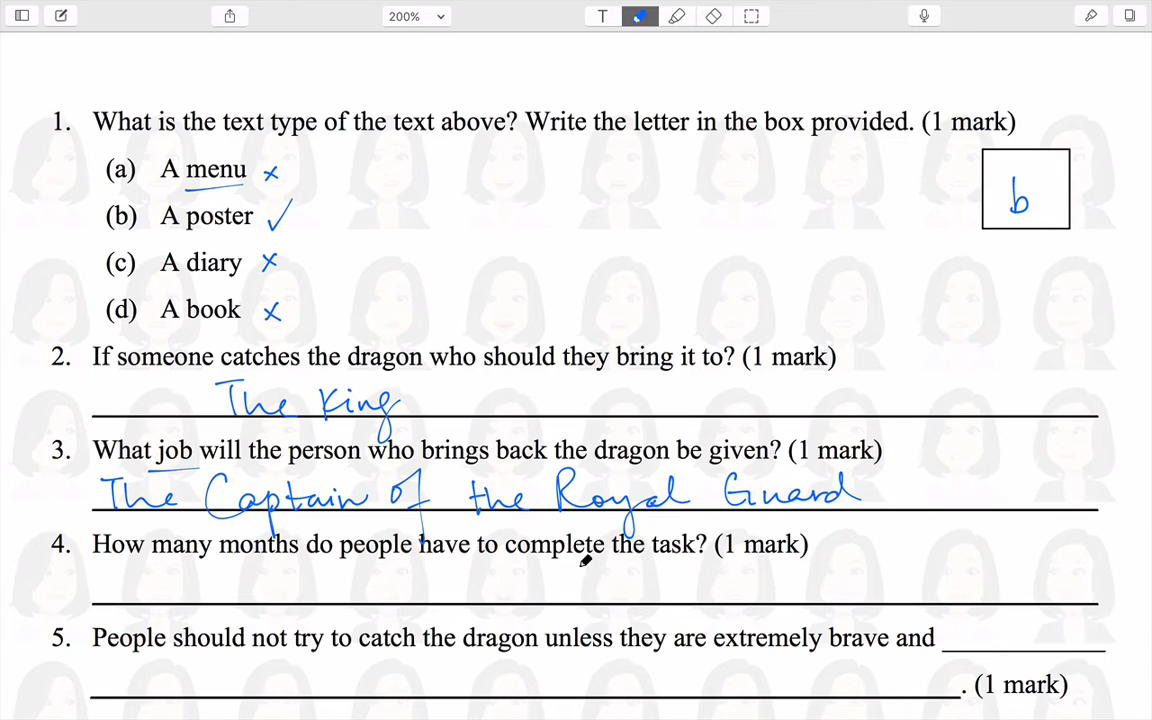 200%
T
1. What is the text type of the text above? Write the letter in the box provided. (1 mark)
(a) A menu ×
(b) A poster ✓
b
(c) A diary ×
(d) A book ×
2. If someone catches the dragon who should they bring it to? (1 mark)
The King
3. What job will the person who brings back the dragon be given? (1 mark)
The Captain of the Royal Guard
4. How many months do people have to complete the task? (1 mark)
5. People should not try to catch the dragon unless they are extremely brave and ____________
____________. (1 mark)